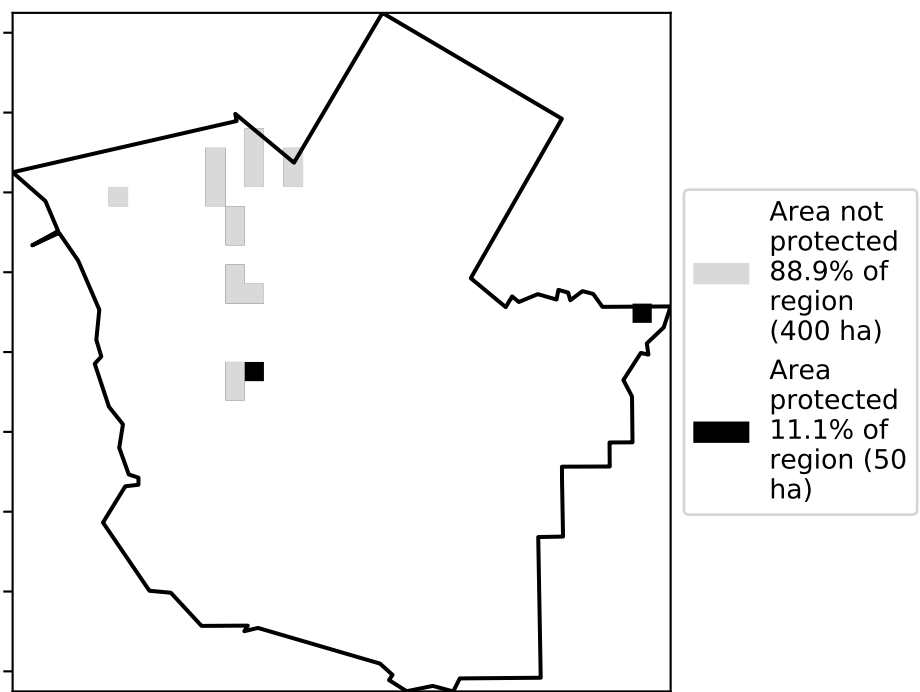 Area not
protected
88.9% of
region
(400 ha)
Area
protected
11.1% of
region (50
ha)